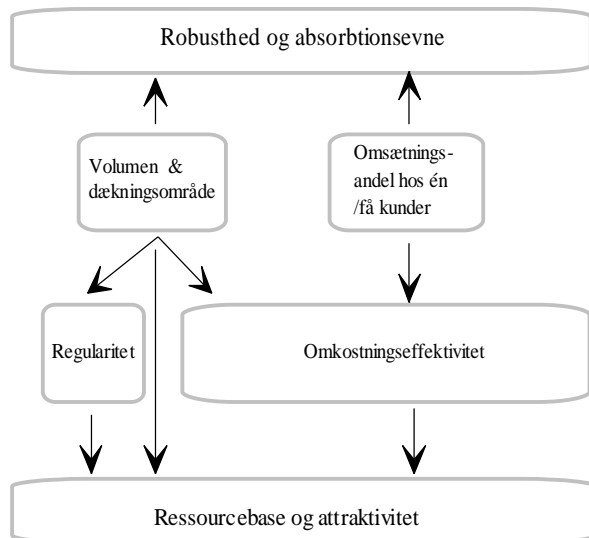 Robusthed og absorbtionsevne
Volumen &
dækningsområde
Omsætnings-
andel hos én
/få kunder
Regularitet
Omkostningseffektivitet
Ressourcebase og attraktivitet